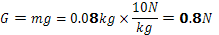 G = mg = 0.08kg × 10N/kg = 0.8N